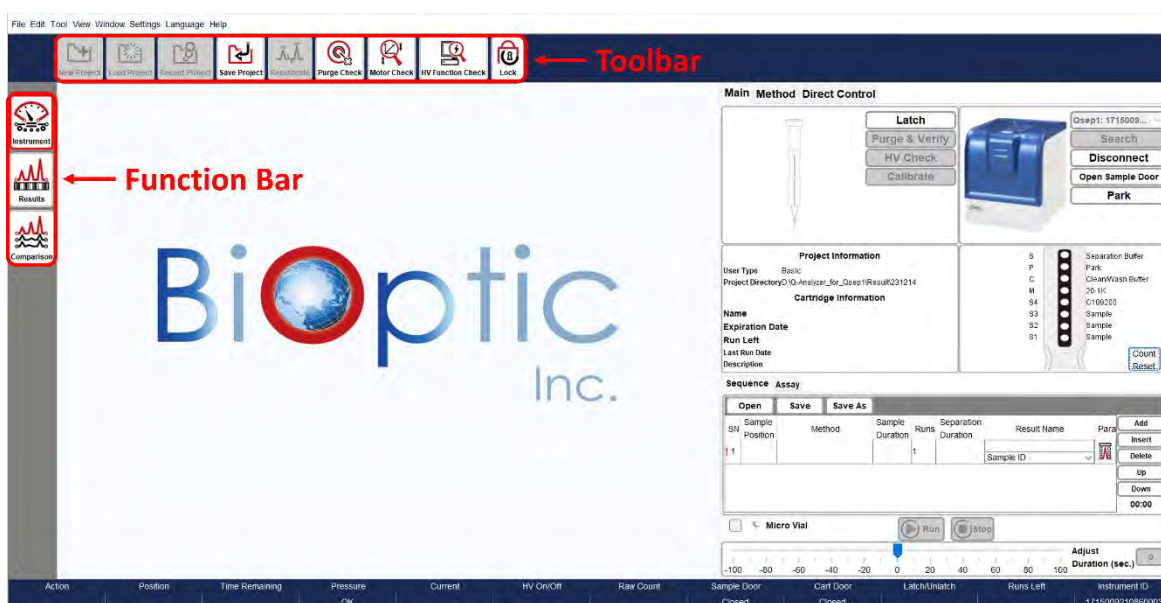 File Edit Tool View Window Settings Language Help
New Project Load Project Recent Project Save Project Recalibrate Purge Check Motor Check HV Function Check Lock
Toolbar
Instrument
Results
Comparison
Function Bar
BiOptic
Inc.
Main Method Direct Control
Latch
Purge & Verify
HV Check
Calibrate
Qsep1: 1715009...
Search
Disconnect
Open Sample Door
Park
Project Information
User Type Basic
Project Directory D:\Q-Analyzer_for_Qsep1\Result\231214
Cartridge Information
Name
Expiration Date
Run Left
Last Run Date
Description
S Separation Buffer
P Park
C Clean/Wash Buffer
M 20-1K
S4 C109200
S3 Sample
S2 Sample
S1 Sample
Count
Reset
Sequence Assay
Open Save Save As
SN Sample Position Method Sample Duration Runs Separation Duration Result Name Para
! 1 1 Sample ID
Add
Insert
Delete
Up
Down
00:00
Micro Vial
Run Stop
-100 -80 -60 -40 -20 0 20 40 60 80 100
Adjust
Duration (sec.) 0
Action Position Time Remaining Pressure Current HV On/Off Raw Count Sample Door Cart Door Latch/Unlatch Runs Left Instrument ID
OK Closed Closed